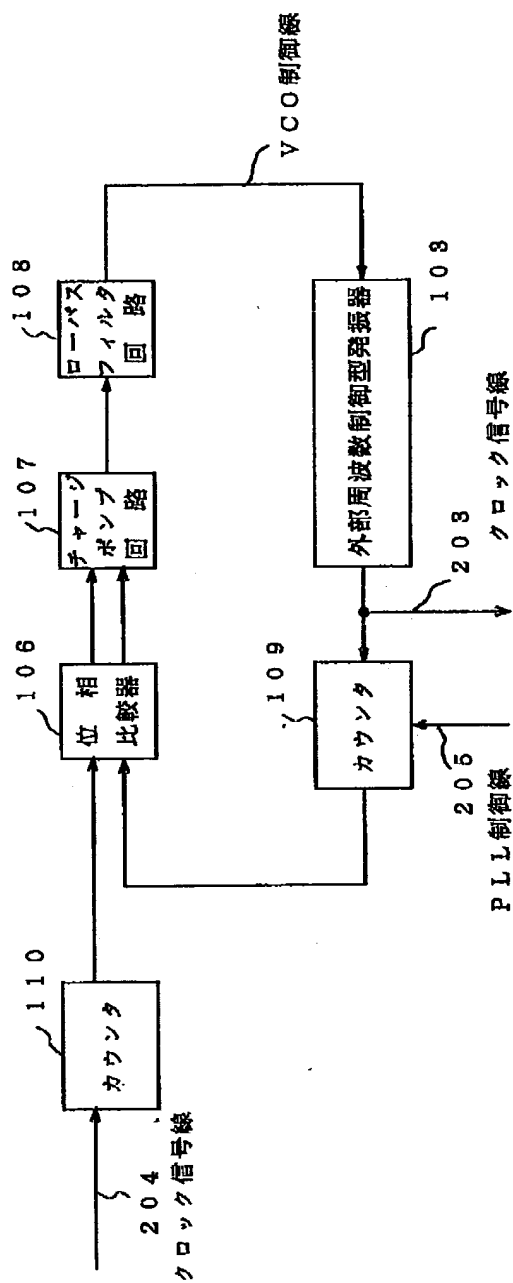 204
クロック信号線
110
カウンタ
106
位相
比較器
107
チャージ
ポンプ
回路
108
ローパス
フィルタ
回路
VCO制御線
外部周波数制御型発振器
103
203
クロック信号線
109
カウンタ
205
PLL制御線